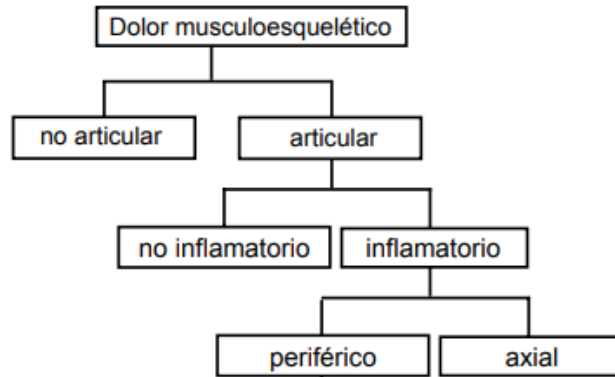 Dolor musculoesquelético
no articular
articular
no inflamatorio
inflamatorio
periférico
axial